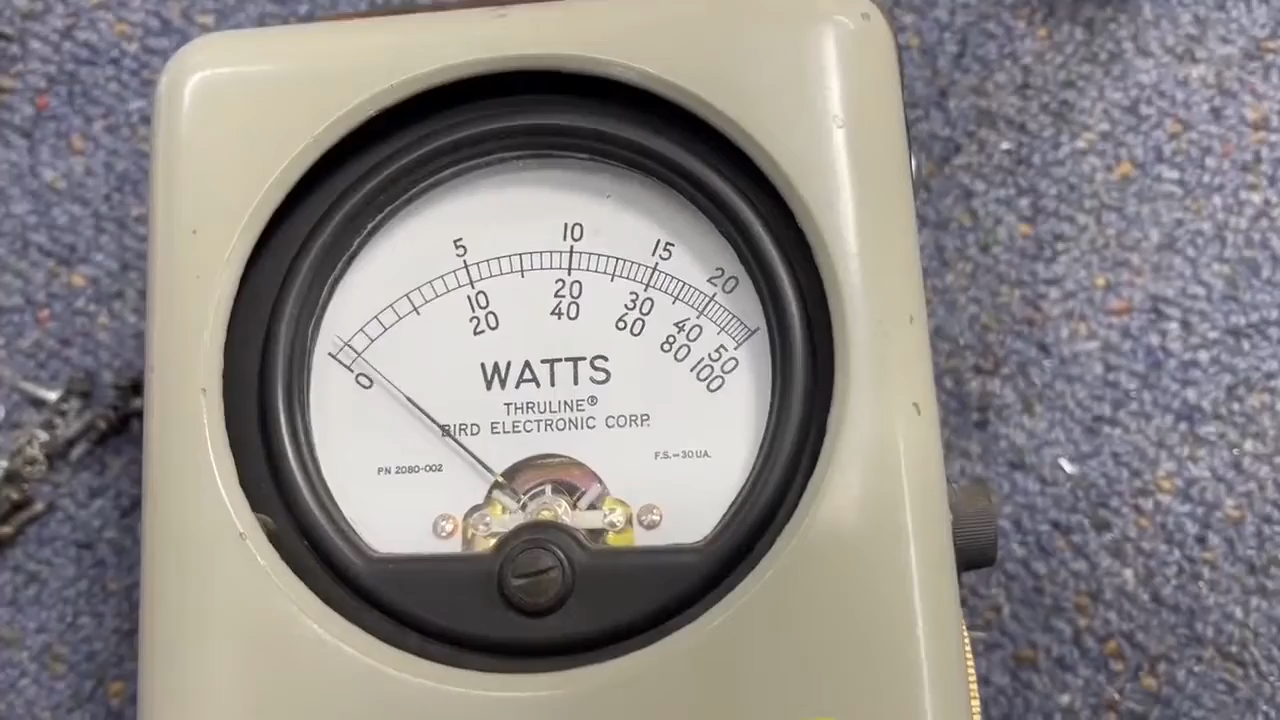 5 10 15 20
0 10 20 30 40 50
20 40 60 80 100
WATTS
THRULINE®
BIRD ELECTRONIC CORP.
PN 2080-002
F.S.=30UA.